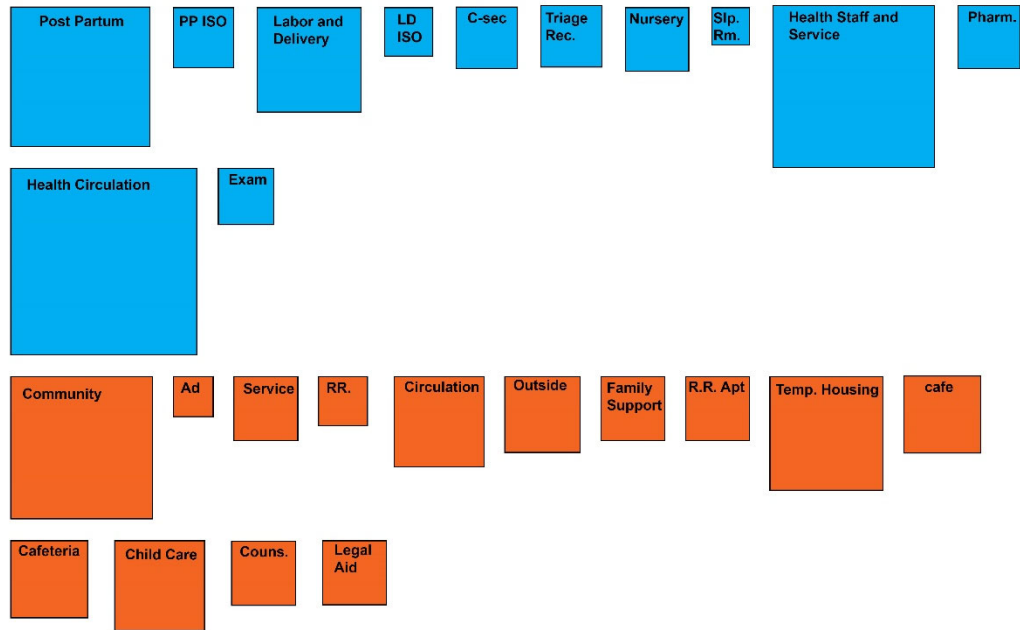 Post Partum
PP ISO
Labor and
Delivery
LD
ISO
C-sec
Triage
Rec.
Nursery
Slp.
Rm.
Health Staff and
Service
Pharm.
Health Circulation
Exam
Community
Ad
Service
RR.
Circulation
Outside
Family
Support
R.R. Apt
Temp. Housing
cafe
Cafeteria
Child Care
Couns.
Legal
Aid